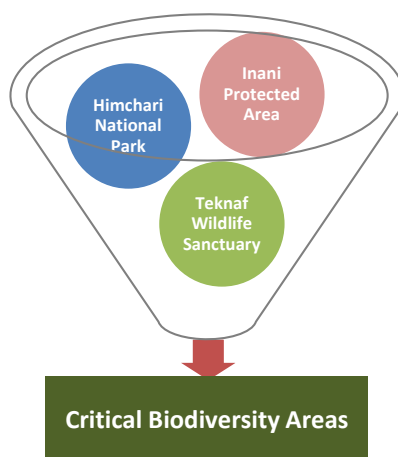 Himchari
National
Park
Inani
Protected
Area
Teknaf
Wildlife
Sanctuary
Critical Biodiversity Areas